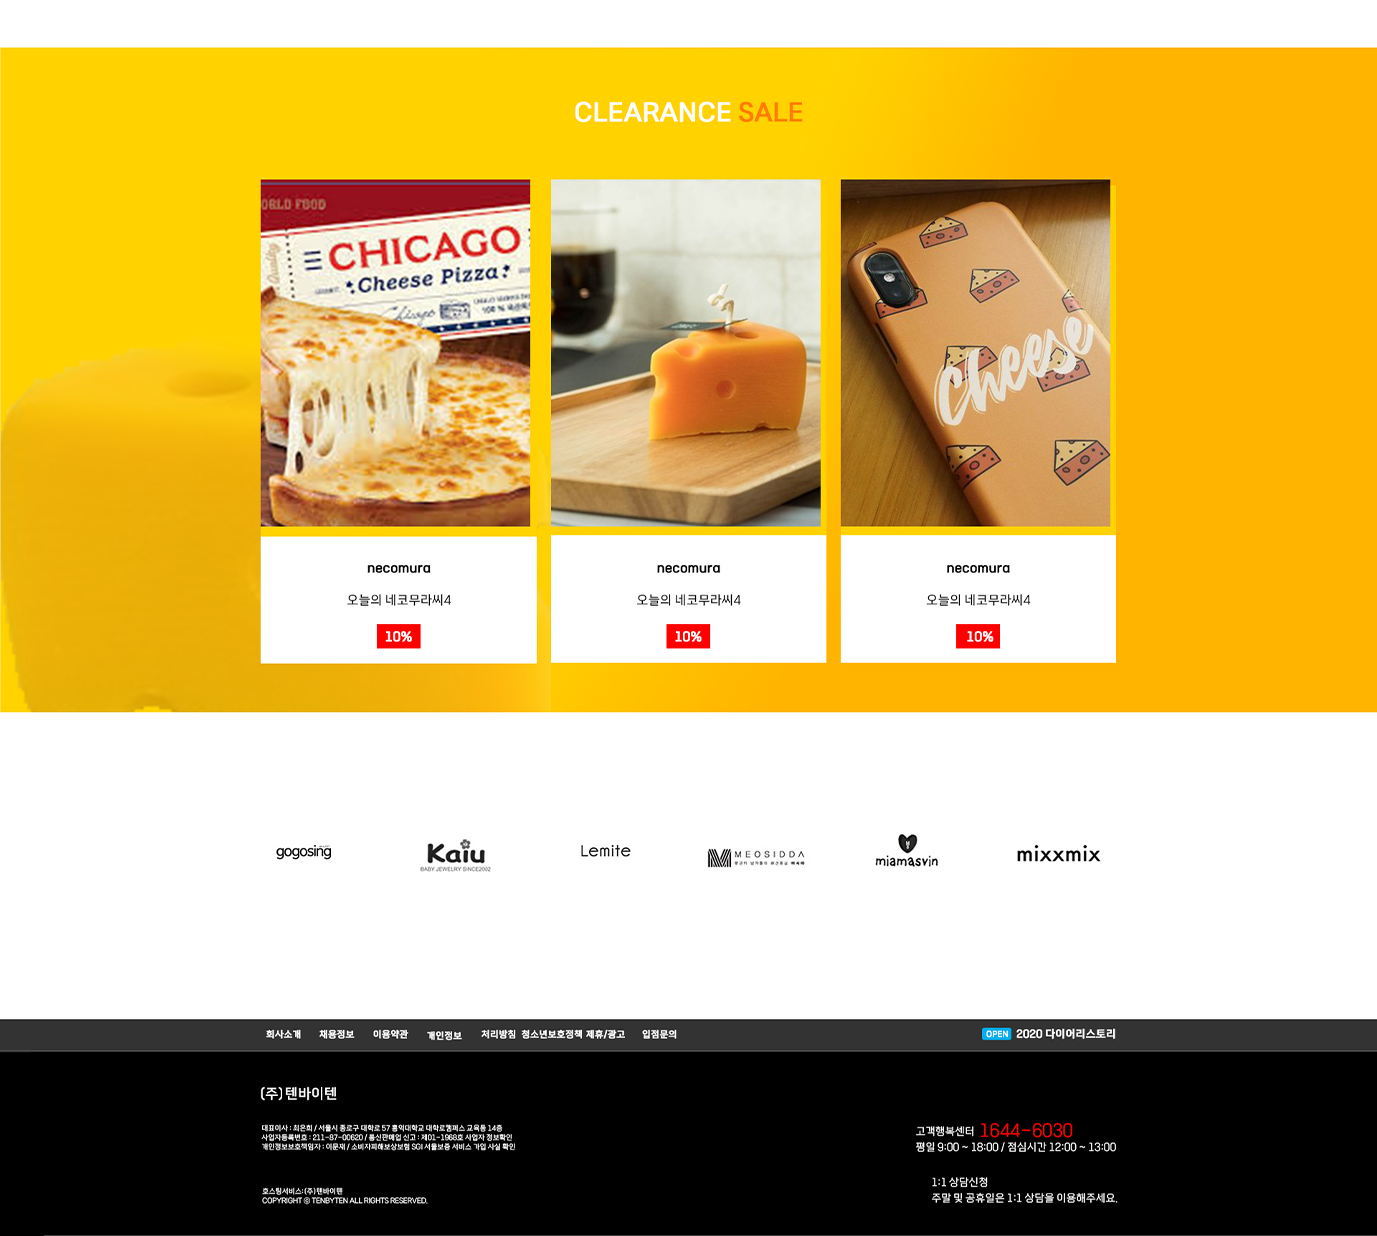 CLEARANCE SALE
ORLD FOOD
Quality
CHICAGO
Cheese Pizza
Chicago
100 %
Cheese
necomura
오늘의 네코무라씨4
10%
necomura
오늘의 네코무라씨4
10%
necomura
오늘의 네코무라씨4
10%
gogosing
Kaiu
BABY JEWELRY SINCE2002
Lemite
MEOSIDDA
miamasvin
mixxmix
회사소개 채용정보 이용약관 개인정보 처리방침 청소년보호정책 제휴/광고 입점문의
OPEN 2020 다이어리스토리
(주)텐바이텐
대표이사 : 최은희 / 서울시 종로구 대학로 57 홍익대학교 대학로캠퍼스 교육동 14층
사업자등록번호 : 211-87-00620 / 통신판매업 신고 : 제01-1968호 사업자 정보확인
개인정보보호책임자 : 이문재 / 소비자피해보상보험 SGI 서울보증 서비스 가입 사실 확인
호스팅서비스:(주)텐바이텐
COPYRIGHT ⓒ TENBYTEN ALL RIGHTS RESERVED.
고객행복센터 1644-6030
평일 9:00 ~ 18:00 / 점심시간 12:00 ~ 13:00
1:1 상담신청
주말 및 공휴일은 1:1 상담을 이용해주세요.